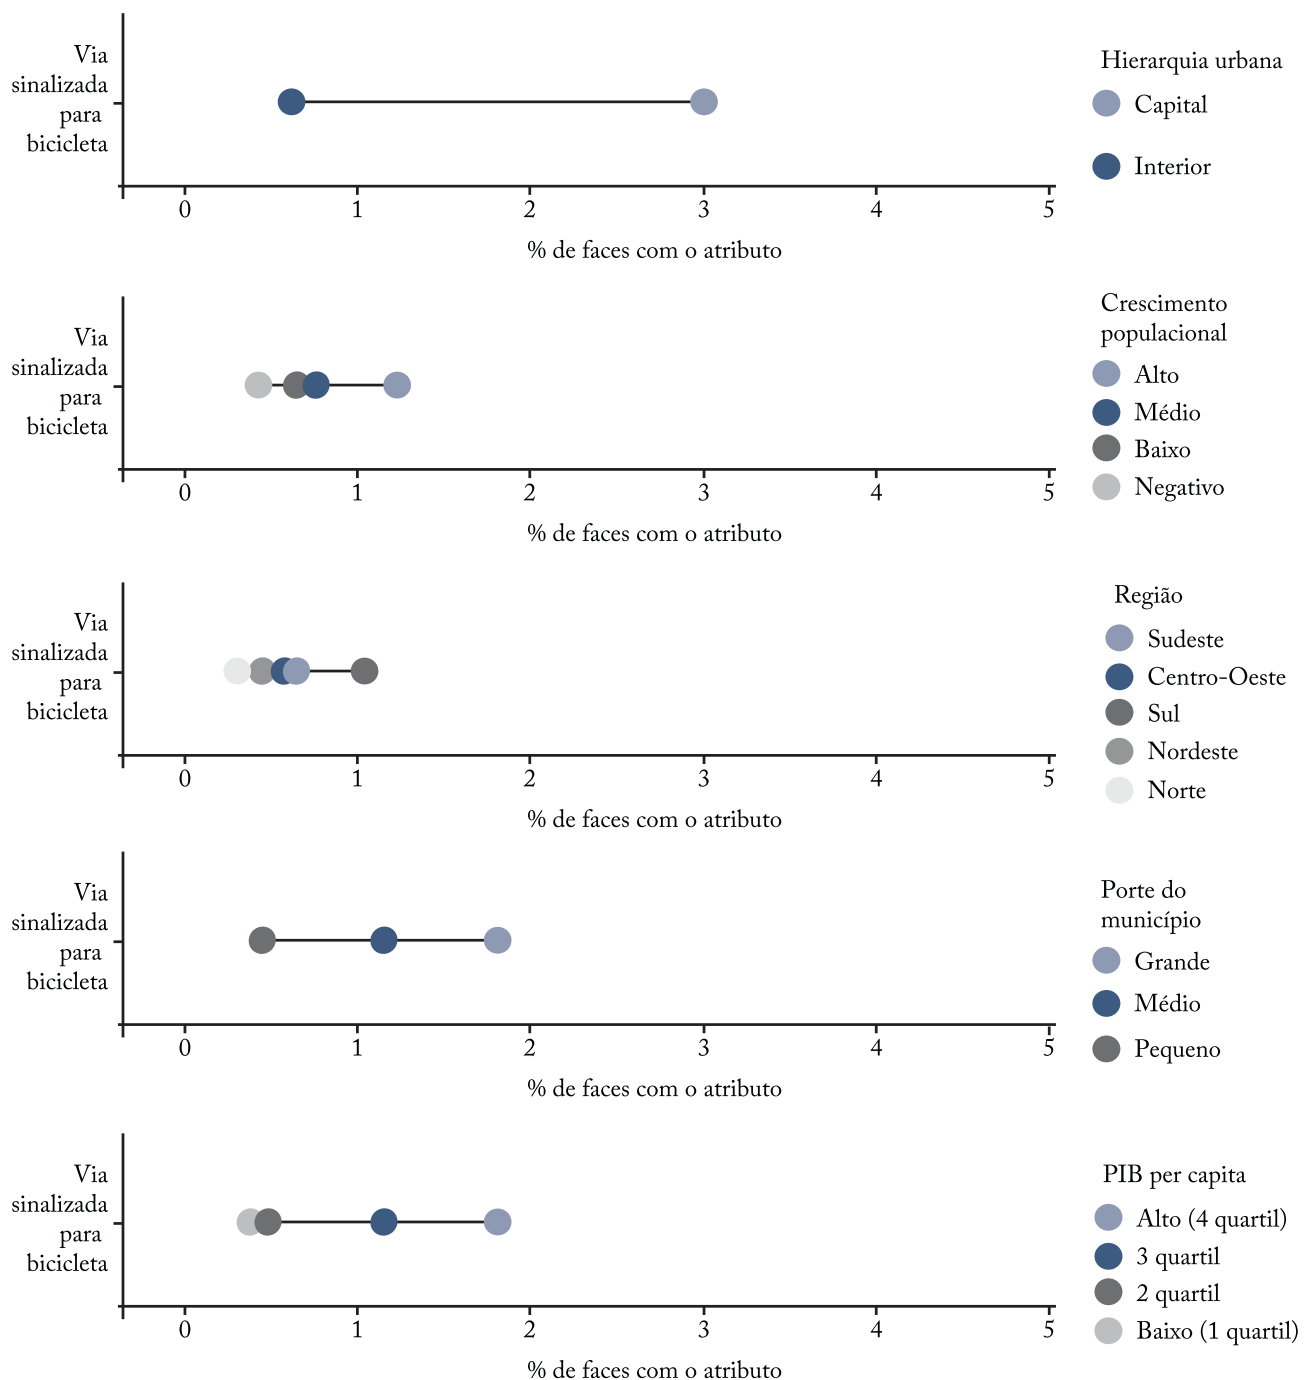 Via
sinalizada
para
bicicleta
0 1 2 3 4 5
% de faces com o atributo
Hierarquia urbana
Capital
Interior
Via
sinalizada
para
bicicleta
0 1 2 3 4 5
% de faces com o atributo
Crescimento
populacional
Alto
Médio
Baixo
Negativo
Via
sinalizada
para
bicicleta
0 1 2 3 4 5
% de faces com o atributo
Região
Sudeste
Centro-Oeste
Sul
Nordeste
Norte
Via
sinalizada
para
bicicleta
0 1 2 3 4 5
% de faces com o atributo
Porte do
município
Grande
Médio
Pequeno
Via
sinalizada
para
bicicleta
0 1 2 3 4 5
% de faces com o atributo
PIB per capita
Alto (4 quartil)
3 quartil
2 quartil
Baixo (1 quartil)